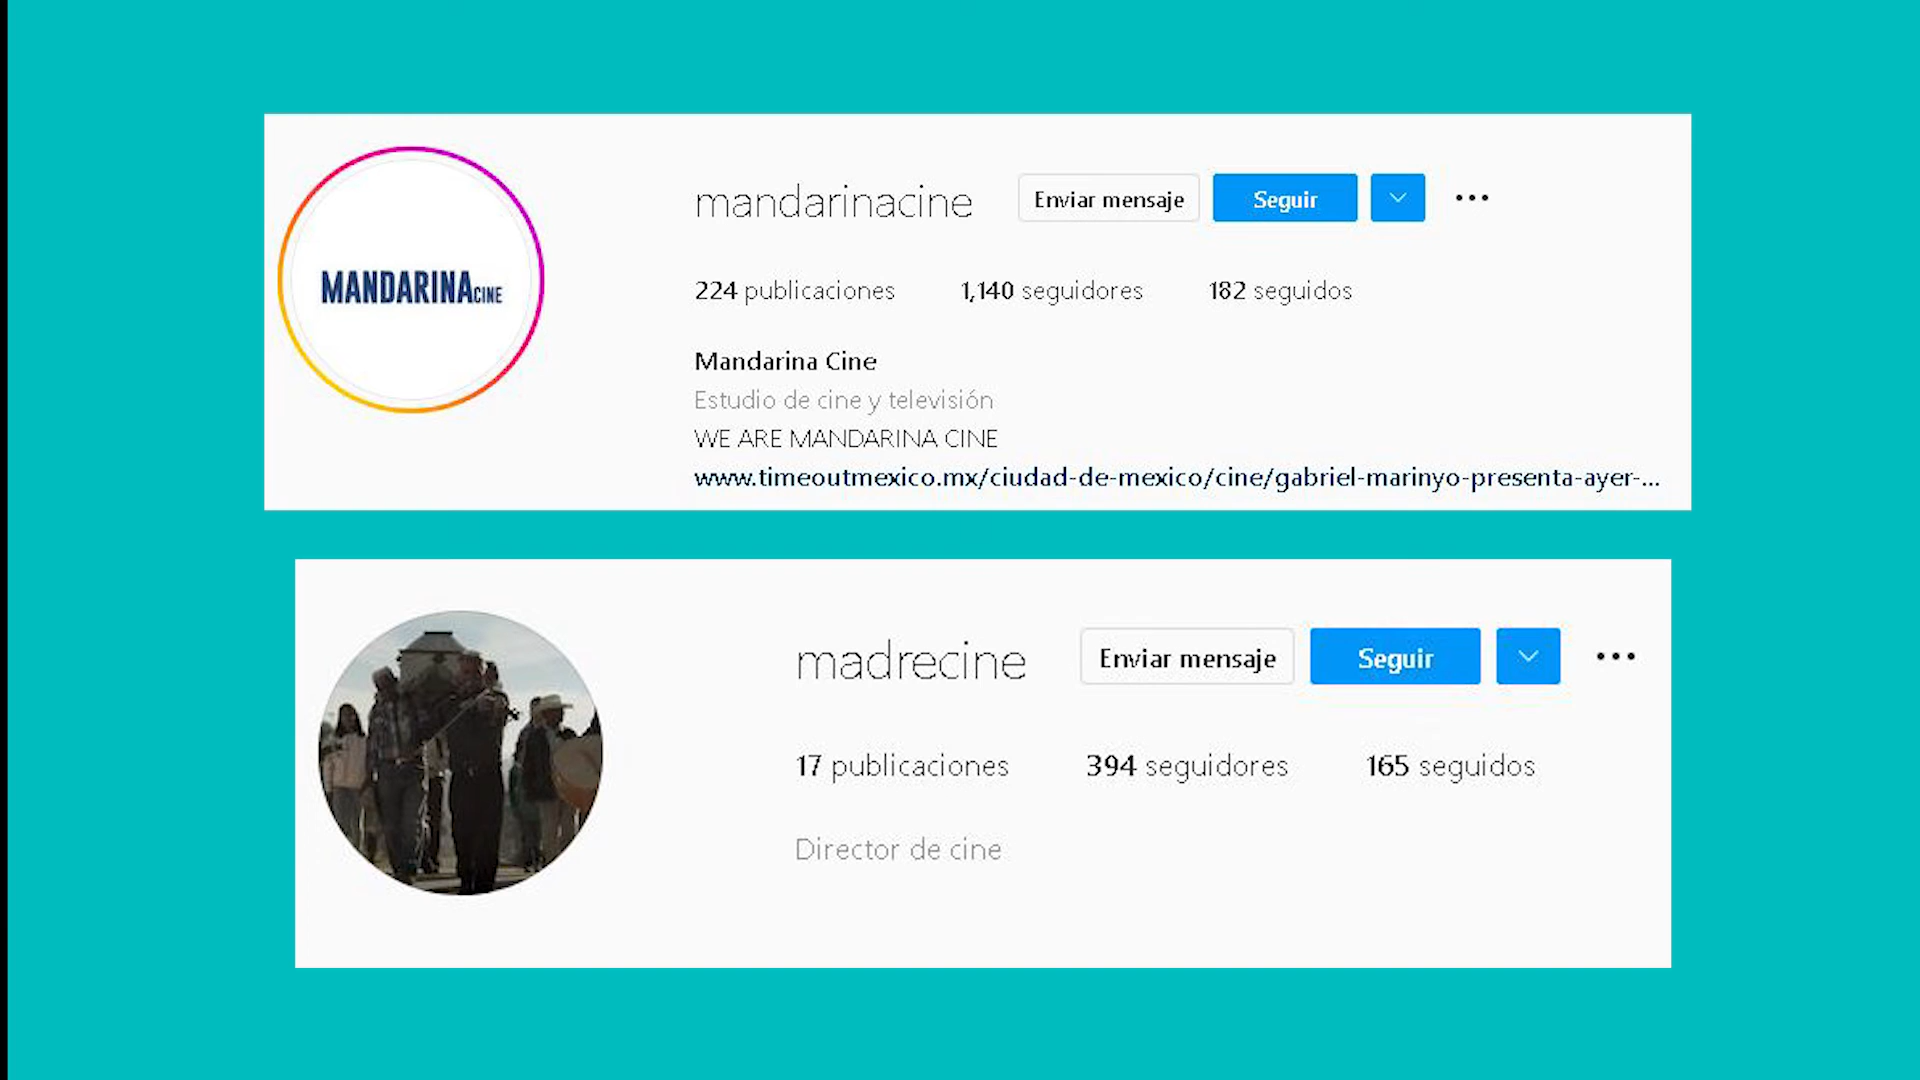 MANDARINACINE
mandarinacine Enviar mensaje Seguir
224 publicaciones 1,140 seguidores 182 seguidos
Mandarina Cine
Estudio de cine y televisión
WE ARE MANDARINA CINE
www.timeoutmexico.mx/ciudad-de-mexico/cine/gabriel-marinyo-presenta-ayer-...
madrecine Enviar mensaje Seguir
17 publicaciones 394 seguidores 165 seguidos
Director de cine